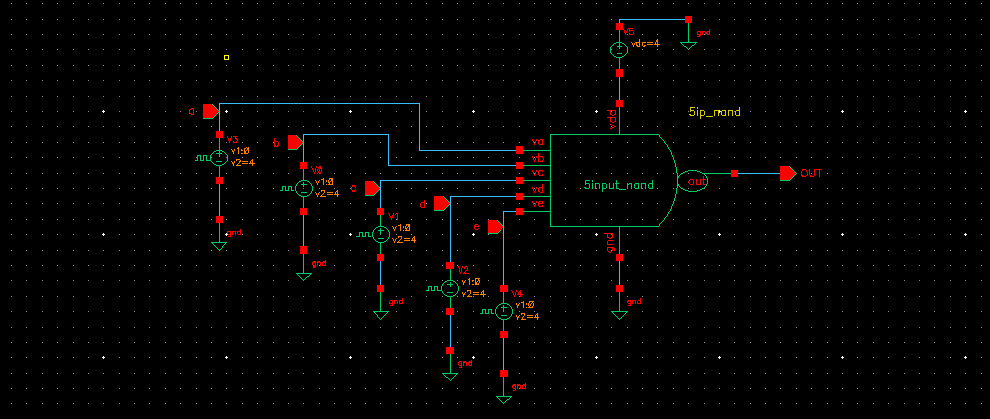 V5
gnd
vdc=4
vdd
5ip_nand
a
V3
v1:0
v2=4
gnd
b
V0
v1:0
v2=4
gnd
c
V1
v1:0
v2=4
gnd
d
V2
v1:0
v2=4
gnd
e
V4
v1:0
v2=4
gnd
va
vb
vc
vd
ve
5input_nand
out
OUT
gnd
gnd